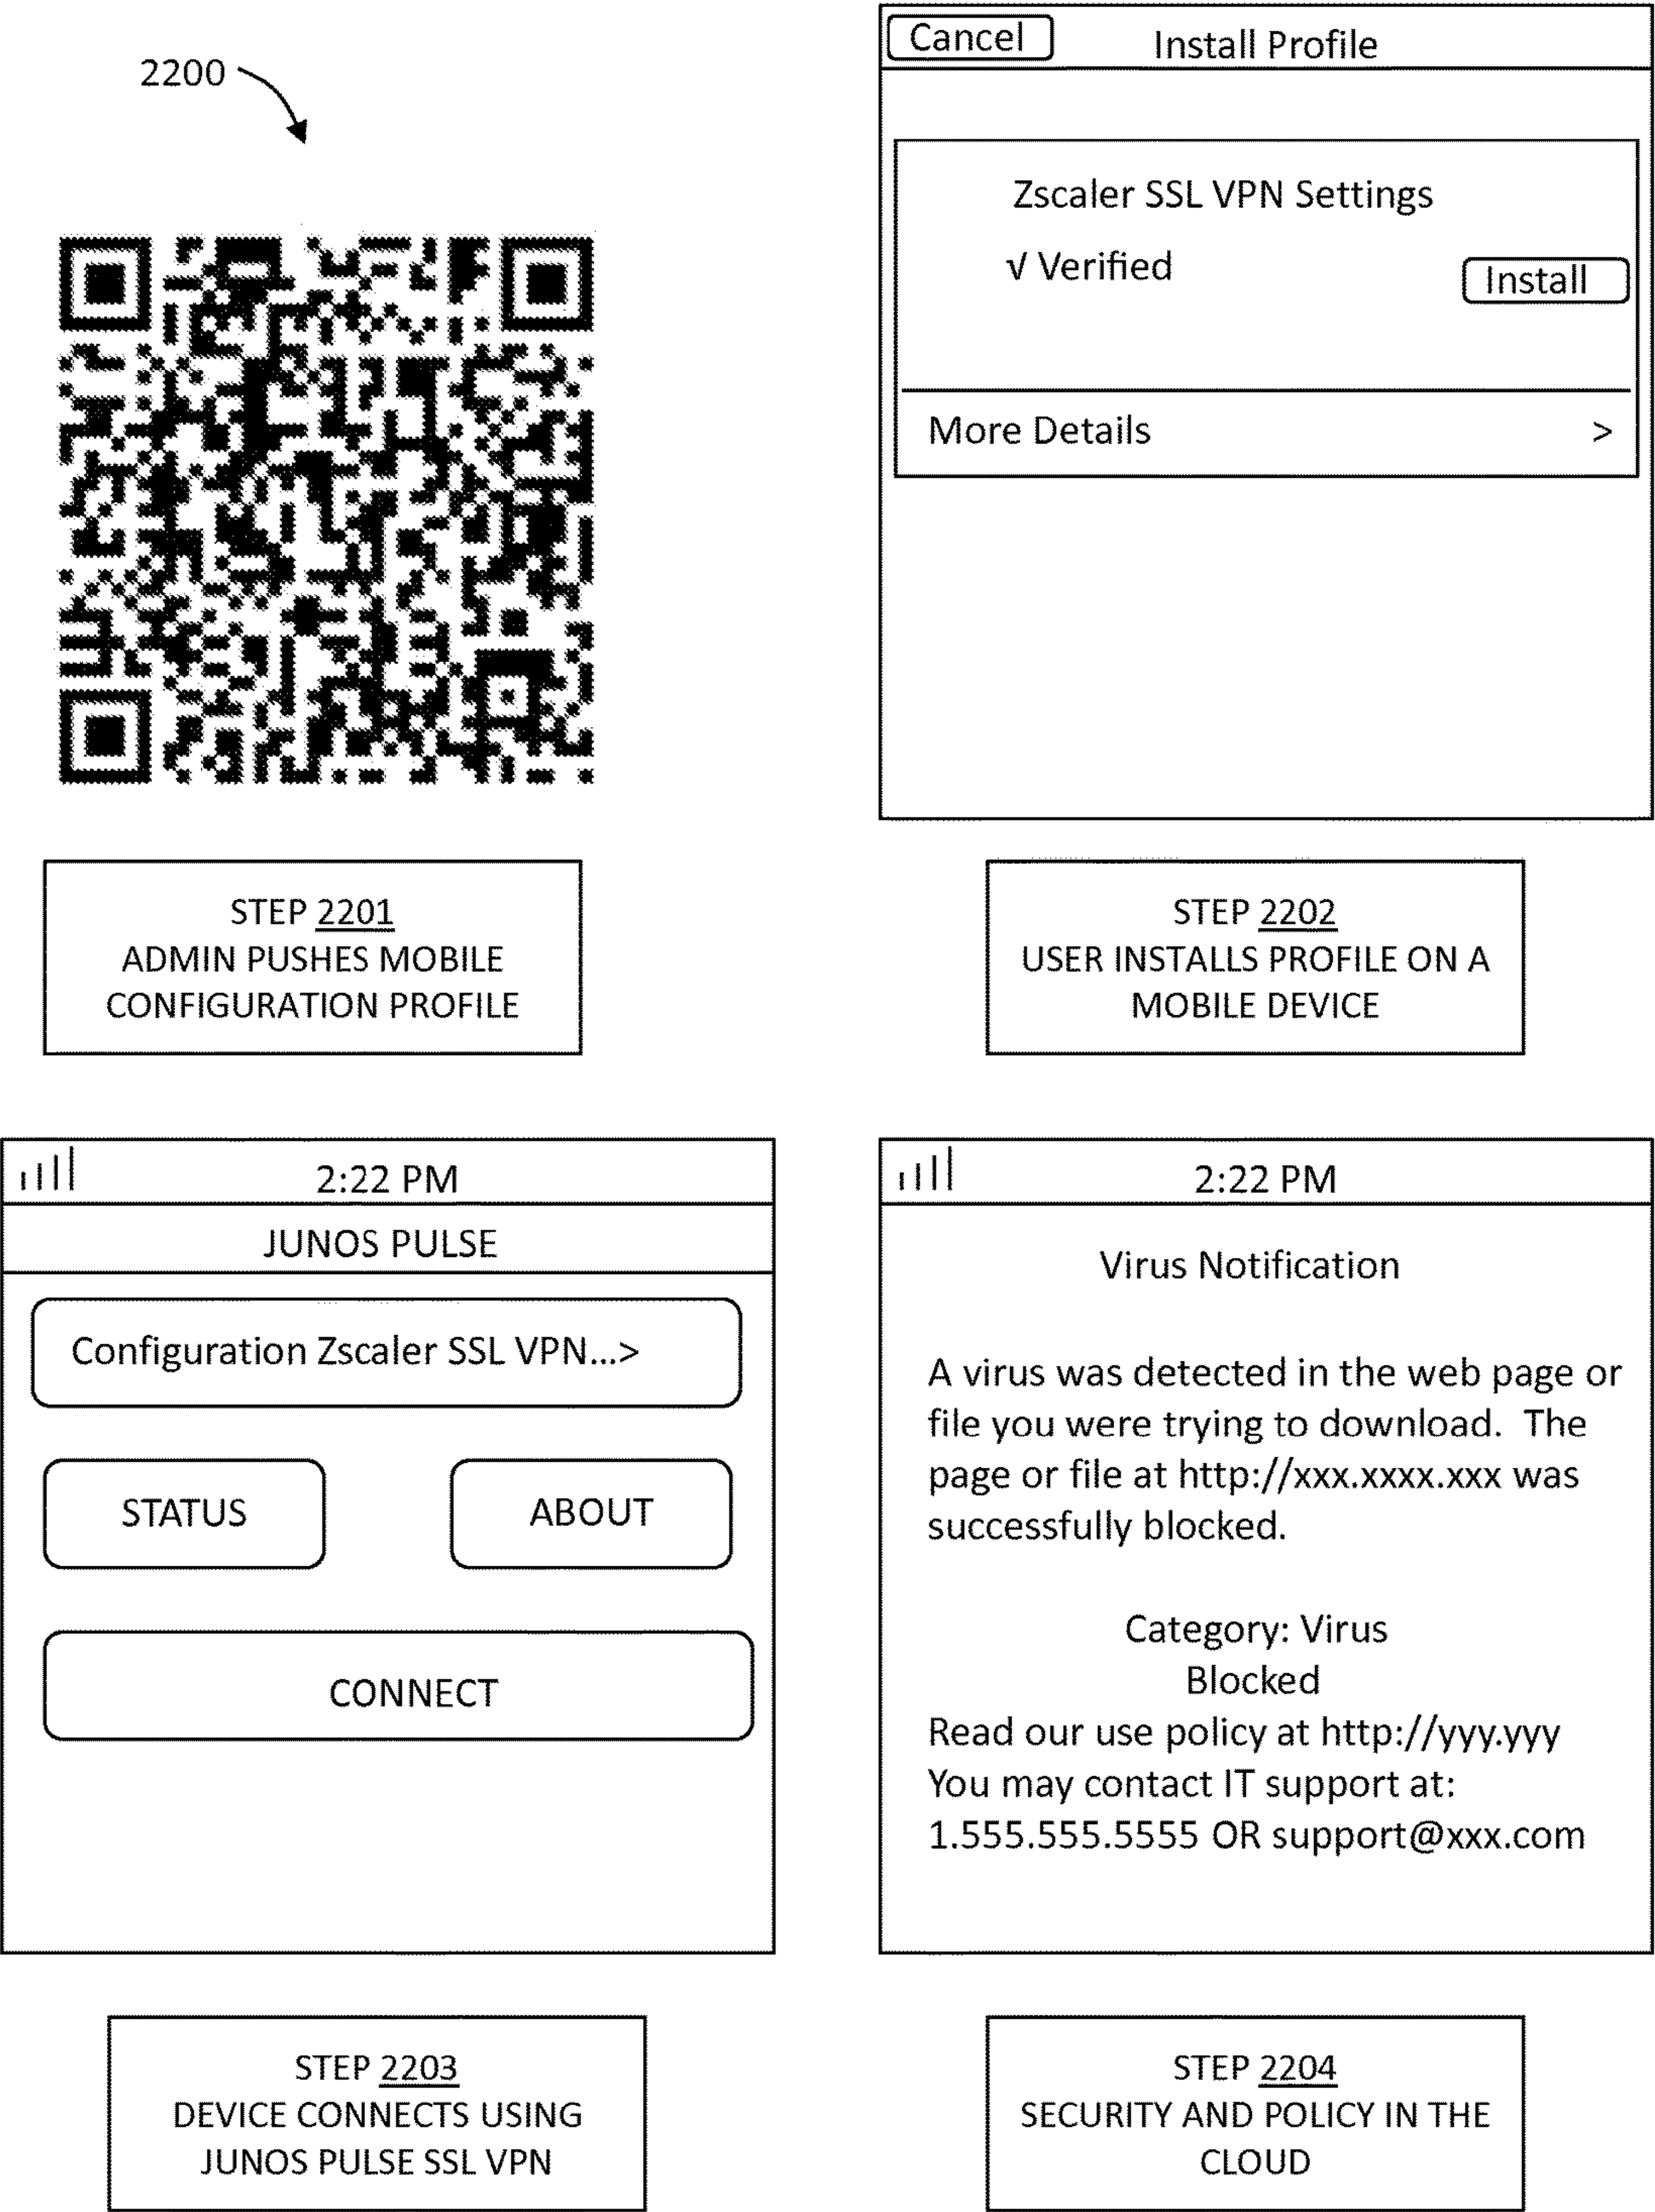 2200
Cancel
Install Profile
Zscaler SSL VPN Settings
√ Verified
Install
More Details >
STEP 2201
ADMIN PUSHES MOBILE
CONFIGURATION PROFILE
STEP 2202
USER INSTALLS PROFILE ON A
MOBILE DEVICE
2:22 PM
JUNOS PULSE
Configuration Zscaler SSL VPN...>
STATUS
ABOUT
CONNECT
2:22 PM
Virus Notification
A virus was detected in the web page or
file you were trying to download. The
page or file at http://xxx.xxxx.xxx was
successfully blocked.
Category: Virus
Blocked
Read our use policy at http://yyy.yyy
You may contact IT support at:
1.555.555.5555 OR support@xxx.com
STEP 2203
DEVICE CONNECTS USING
JUNOS PULSE SSL VPN
STEP 2204
SECURITY AND POLICY IN THE
CLOUD